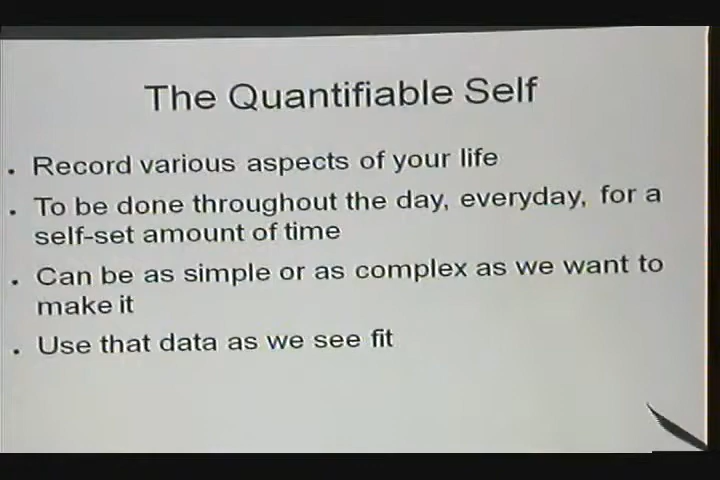 The Quantifiable Self
. Record various aspects of your life
. To be done throughout the day, everyday, for a
self-set amount of time
. Can be as simple or as complex as we want to
make it
. Use that data as we see fit